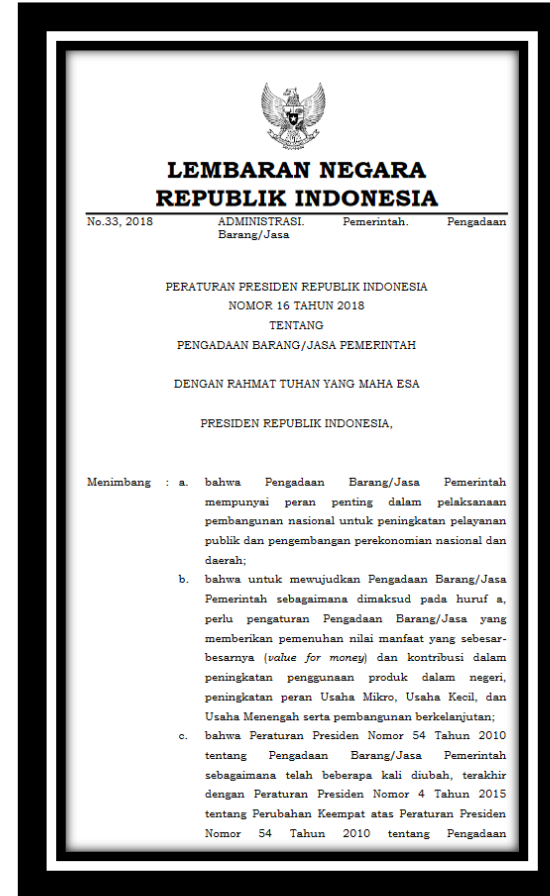 LEMBARAN NEGARA
REPUBLIK INDONESIA
No.33, 2018 ADMINISTRASI. Pemerintah. Pengadaan
Barang/Jasa
PERATURAN PRESIDEN REPUBLIK INDONESIA
NOMOR 16 TAHUN 2018
TENTANG
PENGADAAN BARANG/JASA PEMERINTAH
DENGAN RAHMAT TUHAN YANG MAHA ESA
PRESIDEN REPUBLIK INDONESIA,
Menimbang : a. bahwa Pengadaan Barang/Jasa Pemerintah
mempunyai peran penting dalam pelaksanaan
pembangunan nasional untuk peningkatan pelayanan
publik dan pengembangan perekonomian nasional dan
daerah;
b. bahwa untuk mewujudkan Pengadaan Barang/Jasa
Pemerintah sebagaimana dimaksud pada huruf a,
perlu pengaturan Pengadaan Barang/Jasa yang
memberikan pemenuhan nilai manfaat yang sebesar-
besarnya (value for money) dan kontribusi dalam
peningkatan penggunaan produk dalam negeri,
peningkatan peran Usaha Mikro, Usaha Kecil, dan
Usaha Menengah serta pembangunan berkelanjutan;
c. bahwa Peraturan Presiden Nomor 54 Tahun 2010
tentang Pengadaan Barang/Jasa Pemerintah
sebagaimana telah beberapa kali diubah, terakhir
dengan Peraturan Presiden Nomor 4 Tahun 2015
tentang Perubahan Keempat atas Peraturan Presiden
Nomor 54 Tahun 2010 tentang Pengadaan